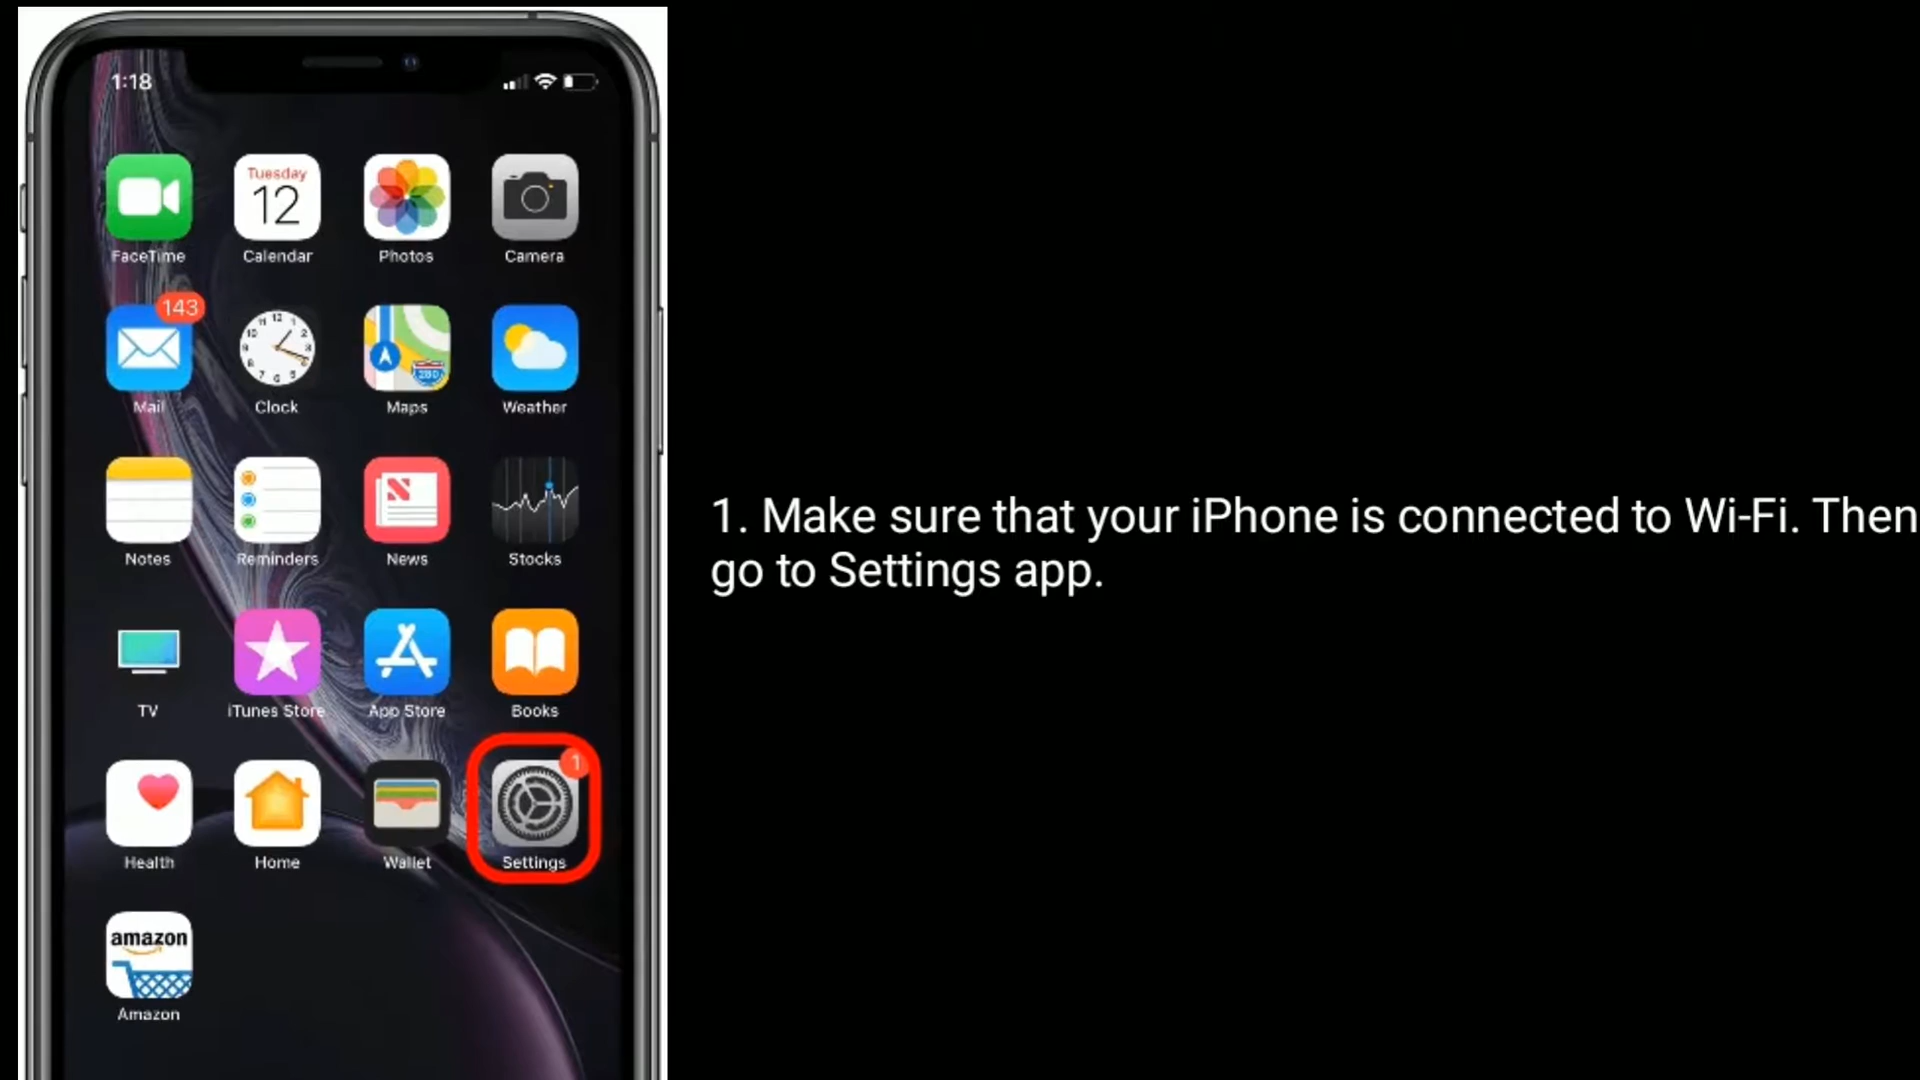 1:18
Tuesday
12
FaceTime
Calendar
Photos
Camera
143
280
Mail
Clock
Maps
Weather
Notes
Reminders
News
Stocks
TV
iTunes Store
App Store
Books
1
Health
Home
Wallet
Settings
amazon
Amazon
1. Make sure that your iPhone is connected to Wi-Fi. Then
go to Settings app.